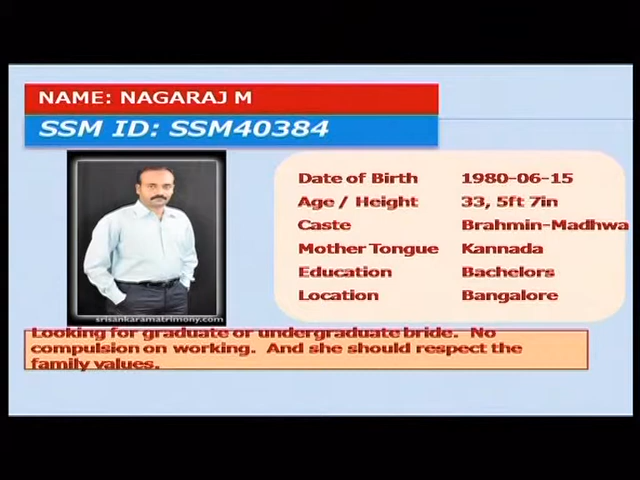 NAME: NAGARAJ M
SSM ID: SSM40384
Date of Birth 1980-06-15
Age / Height 33, 5ft 7in
Caste Brahmin-Madhwa
Mother Tongue Kannada
Education Bachelors
Location Bangalore
srisankaramatrimony.com
Looking for graduate or undergraduate bride. No
compulsion on working. And she should respect the
family values.